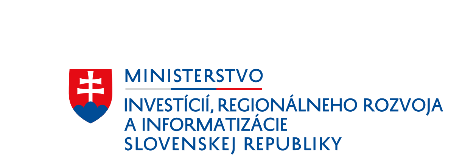 MINISTERSTVO
INVESTÍCIÍ, REGIONÁLNEHO ROZVOJA
A INFORMATIZÁCIE
SLOVENSKEJ REPUBLIKY